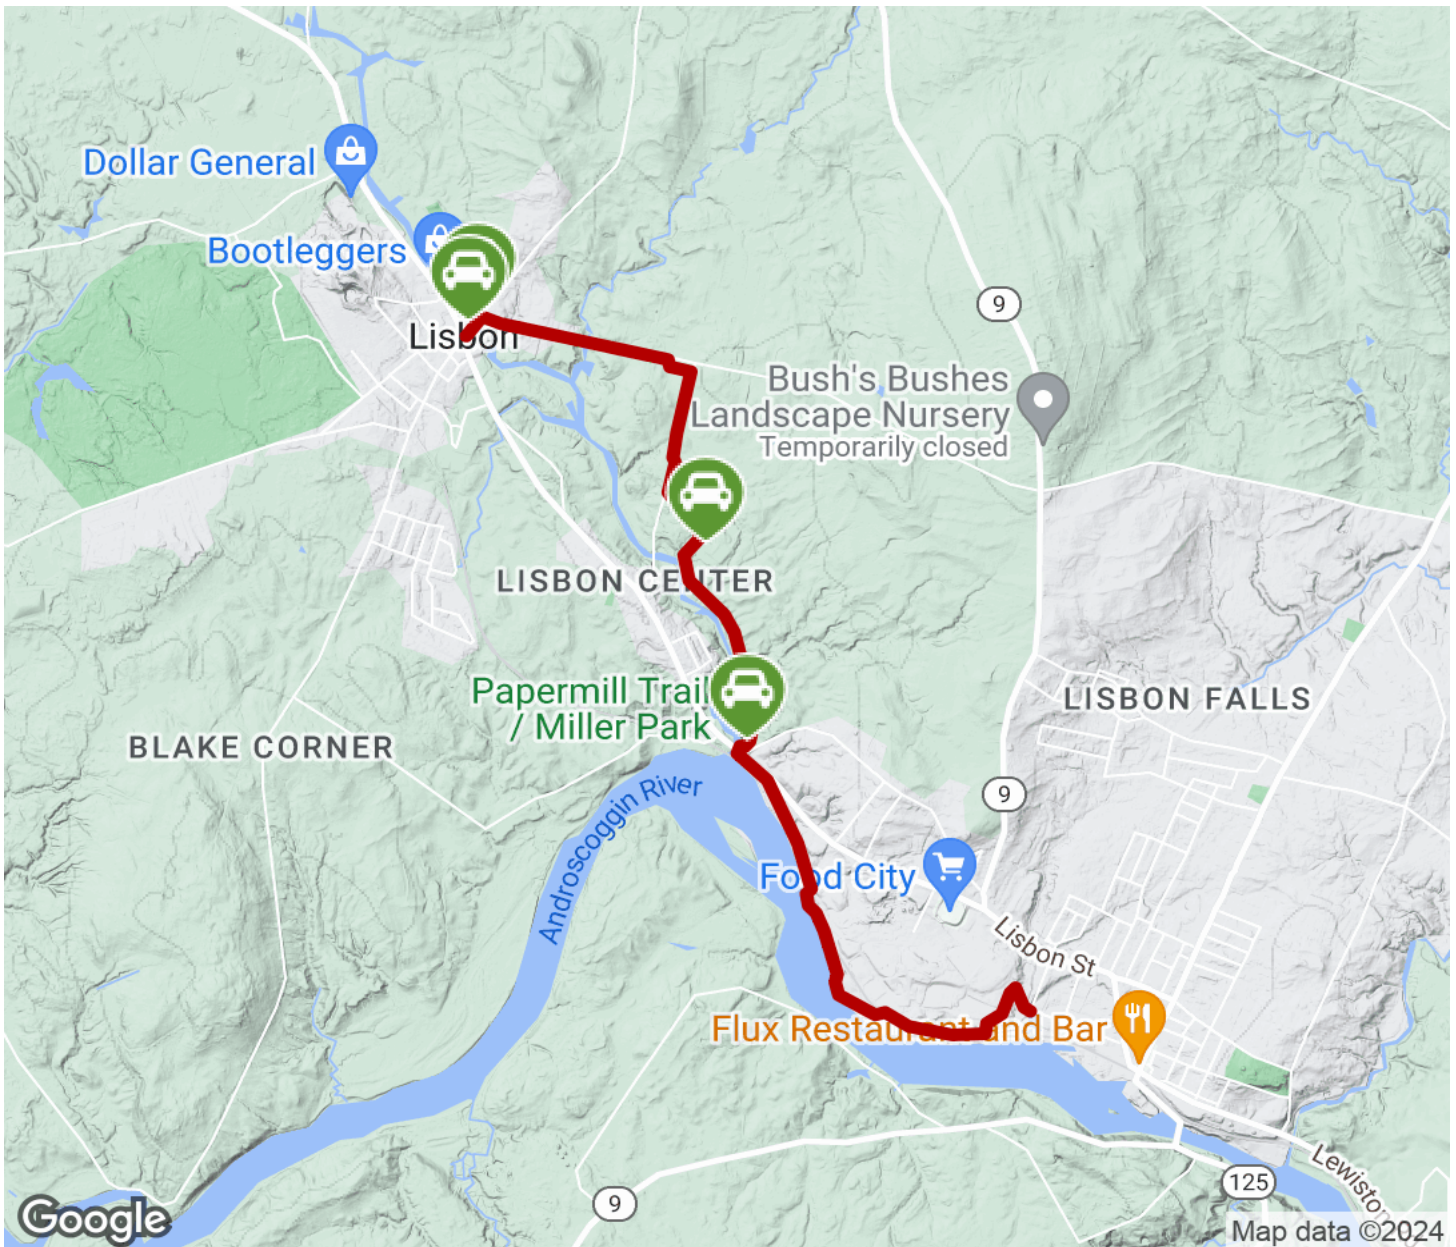 Dollar General
Bootleggers
Lisbon
9
Bush's Bushes
Landscape Nursery
Temporarily closed
LISBON CENTER
Papermill Trail
/ Miller Park
LISBON FALLS
BLAKE CORNER
Androscoggin River
9
Food City
Lisbon St
Flux Restaurant and Bar
9
125
Lewiston
Google
Map data ©2024